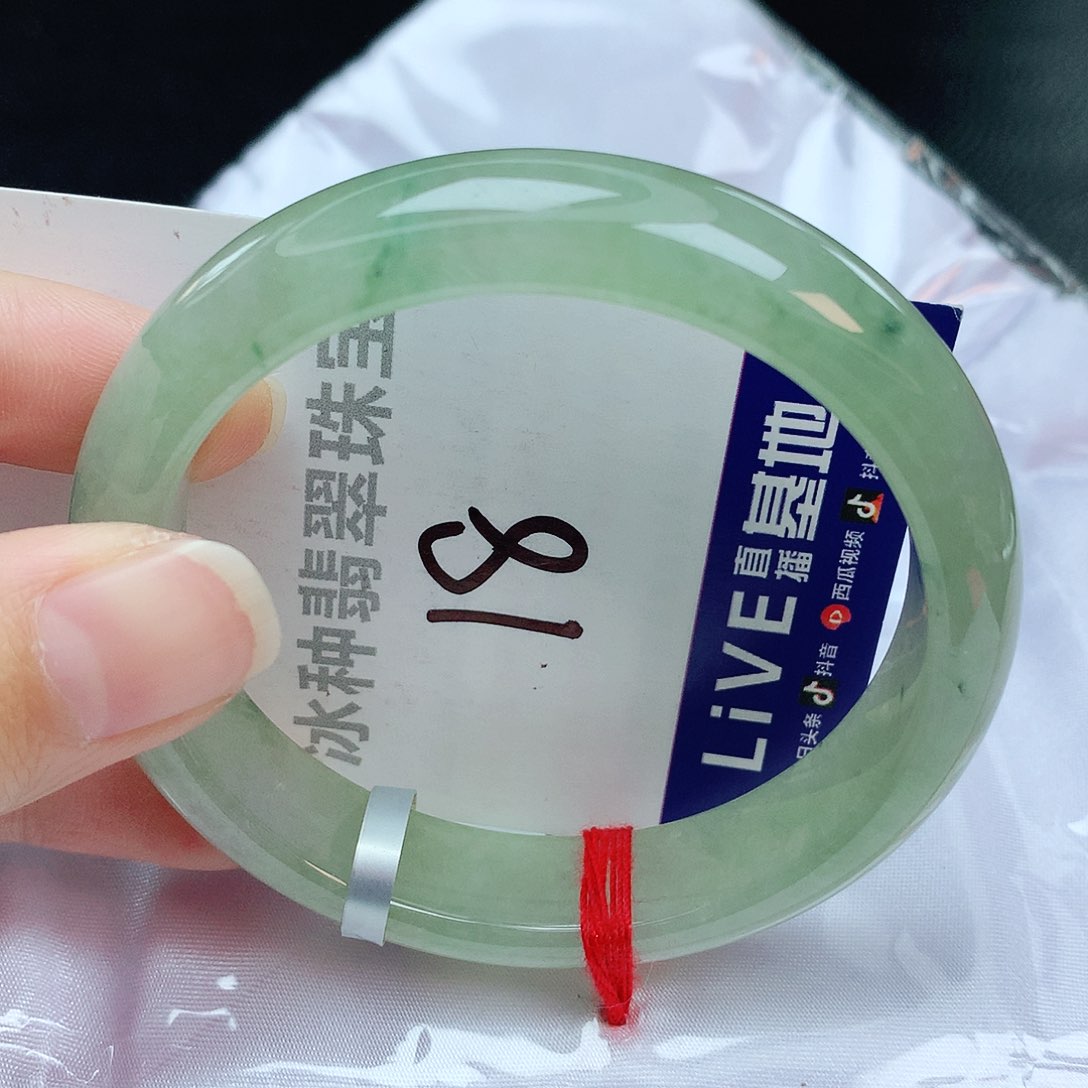 冰种翡翠珠宝
18
LiVE直播基地
头条 抖音 西瓜视频 抖